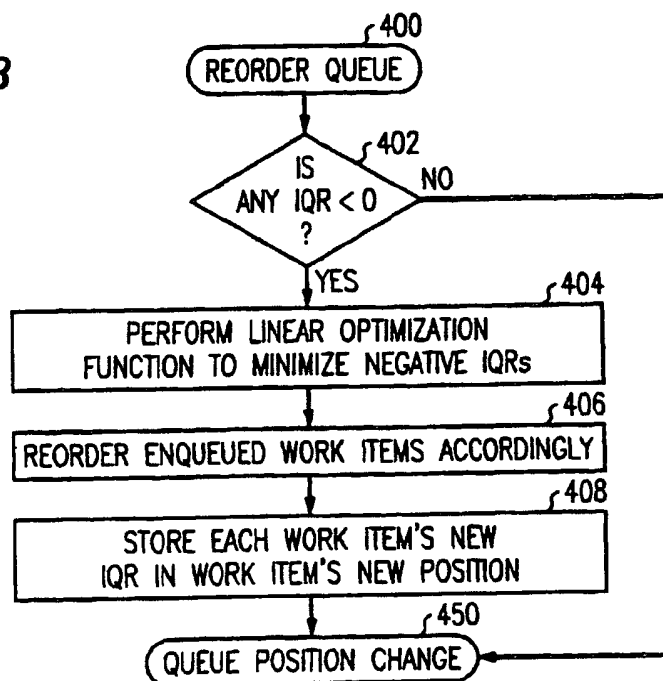 400
REORDER QUEUE
402
IS
ANY IQR < 0
?
NO
YES
404
PERFORM LINEAR OPTIMIZATION
FUNCTION TO MINIMIZE NEGATIVE IQRs
406
REORDER ENQUEUED WORK ITEMS ACCORDINGLY
408
STORE EACH WORK ITEM'S NEW
IQR IN WORK ITEM'S NEW POSITION
450
QUEUE POSITION CHANGE